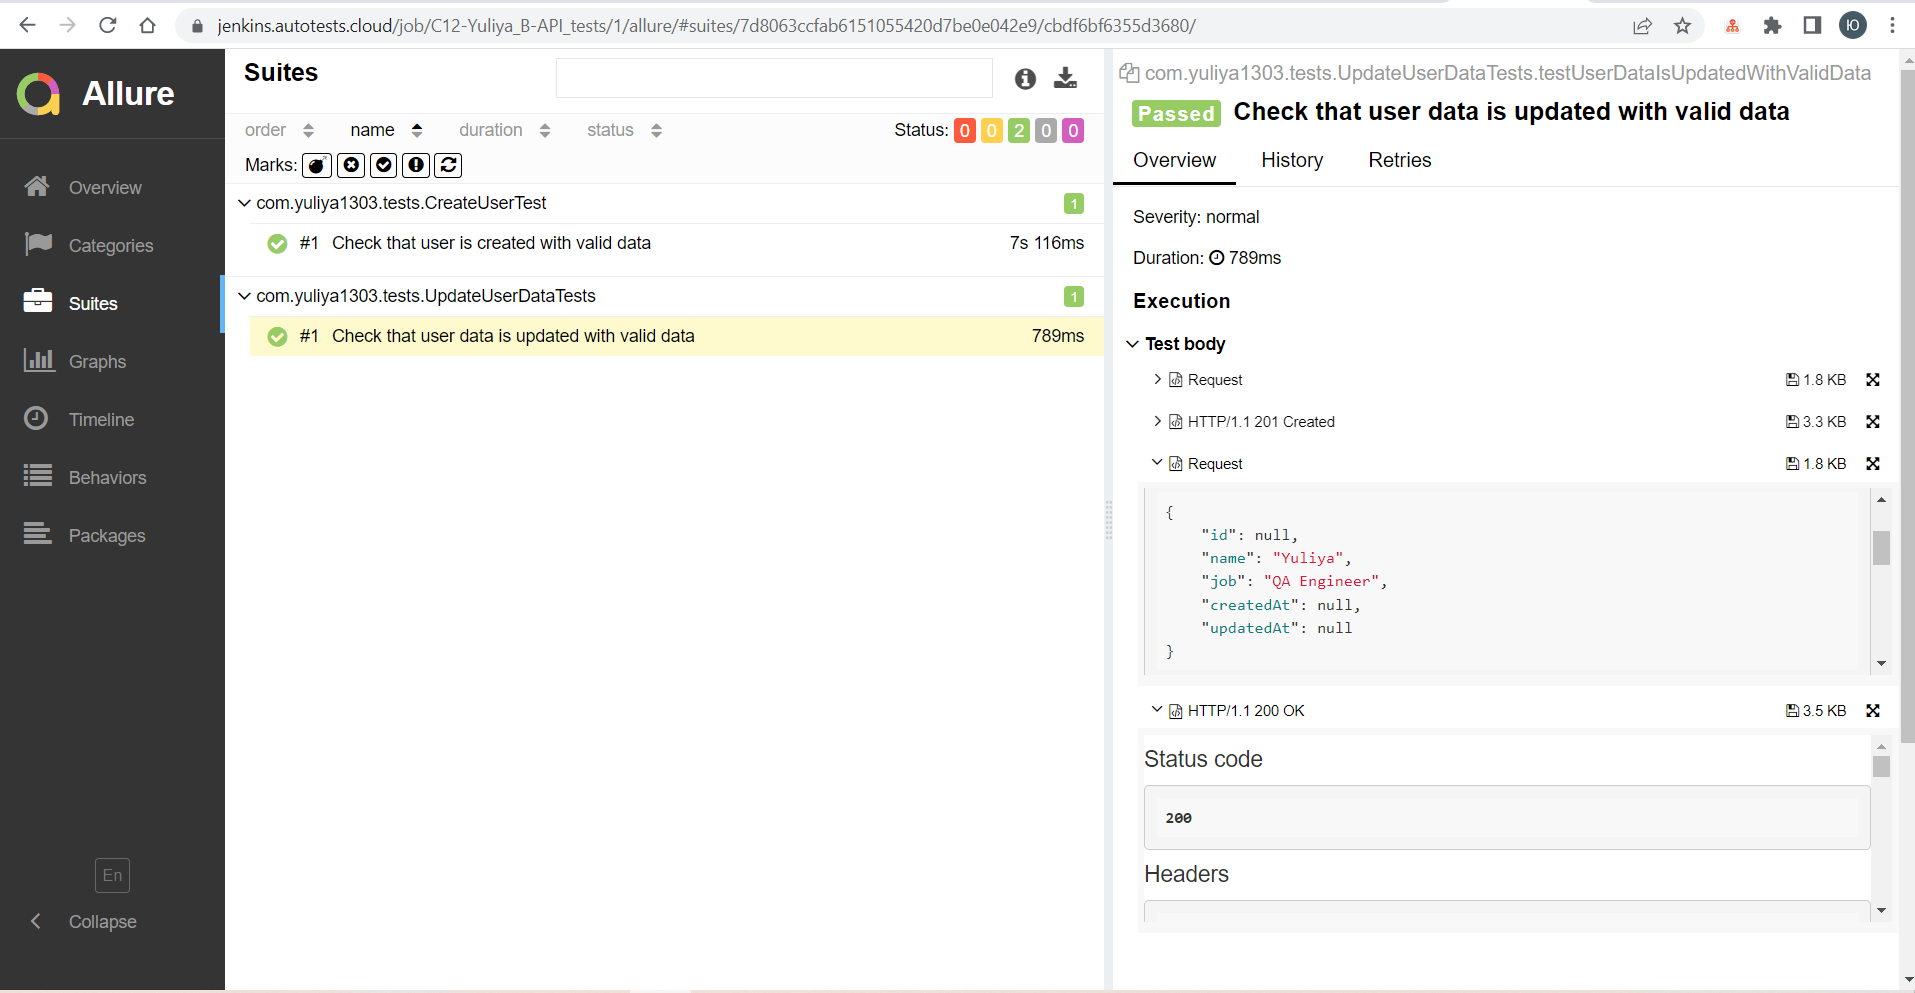 jenkins.autotests.cloud/job/C12-Yuliya_B-API_tests/1/allure/#suites/7d8063ccfab6151055420d7be0e042e9/cbdf6bf6355d3680/
Ю
Allure
Overview
Categories
Suites
Graphs
Timeline
Behaviors
Packages
En
Collapse
Suites
order name duration status Status: 0 0 2 0 0
Marks:
com.yuliya1303.tests.CreateUserTest 1
#1 Check that user is created with valid data 7s 116ms
com.yuliya1303.tests.UpdateUserDataTests 1
#1 Check that user data is updated with valid data 789ms
com.yuliya1303.tests.UpdateUserDataTests.testUserDataIsUpdatedWithValidData
Passed Check that user data is updated with valid data
Overview History Retries
Severity: normal
Duration: 789ms
Execution
Test body
Request 1.8 KB
HTTP/1.1 201 Created 3.3 KB
Request 1.8 KB
{
"id": null,
"name": "Yuliya",
"job": "QA Engineer",
"createdAt": null,
"updatedAt": null
}
HTTP/1.1 200 OK 3.5 KB
Status code
200
Headers